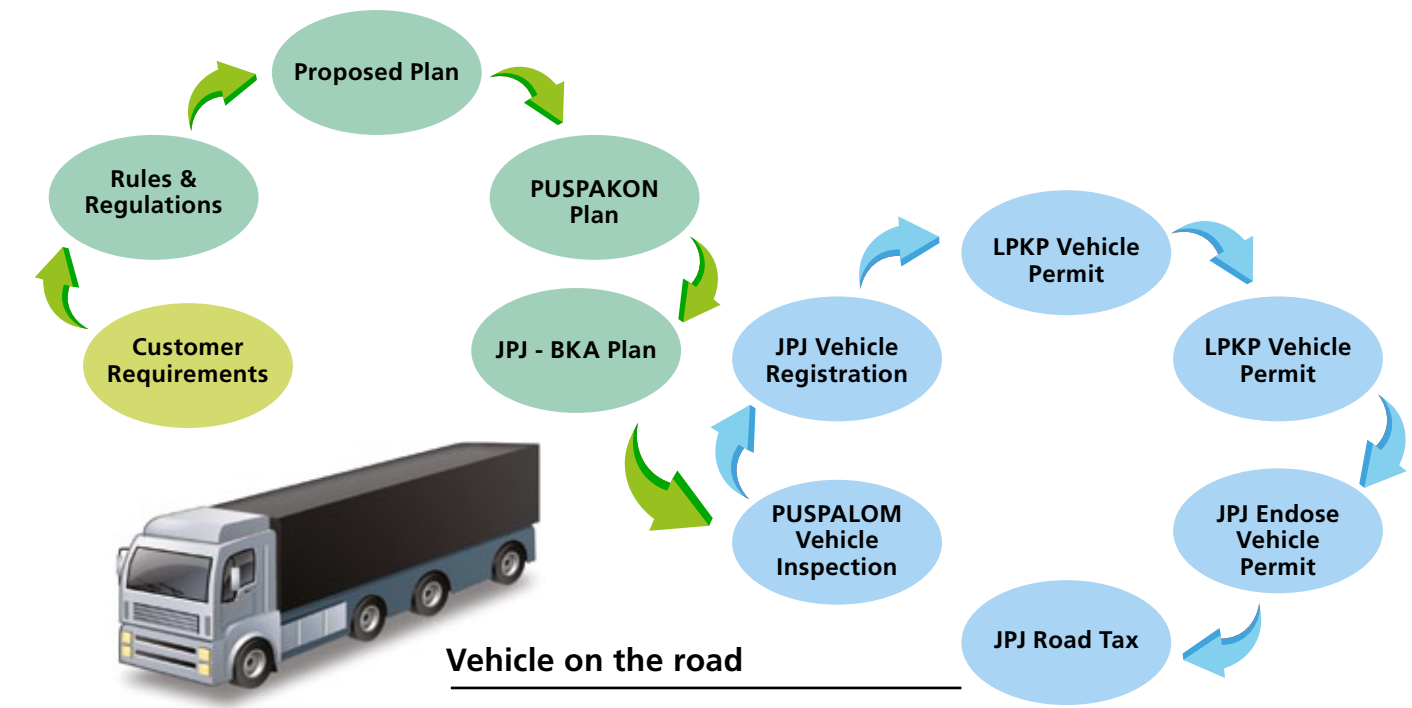 Customer
Requirements
Rules &
Regulations
Proposed Plan
PUSPAKON
Plan
JPJ - BKA Plan
PUSPALOM
Vehicle
Inspection
JPJ Vehicle
Registration
LPKP Vehicle
Permit
LPKP Vehicle
Permit
JPJ Endose
Vehicle
Permit
JPJ Road Tax
Vehicle on the road